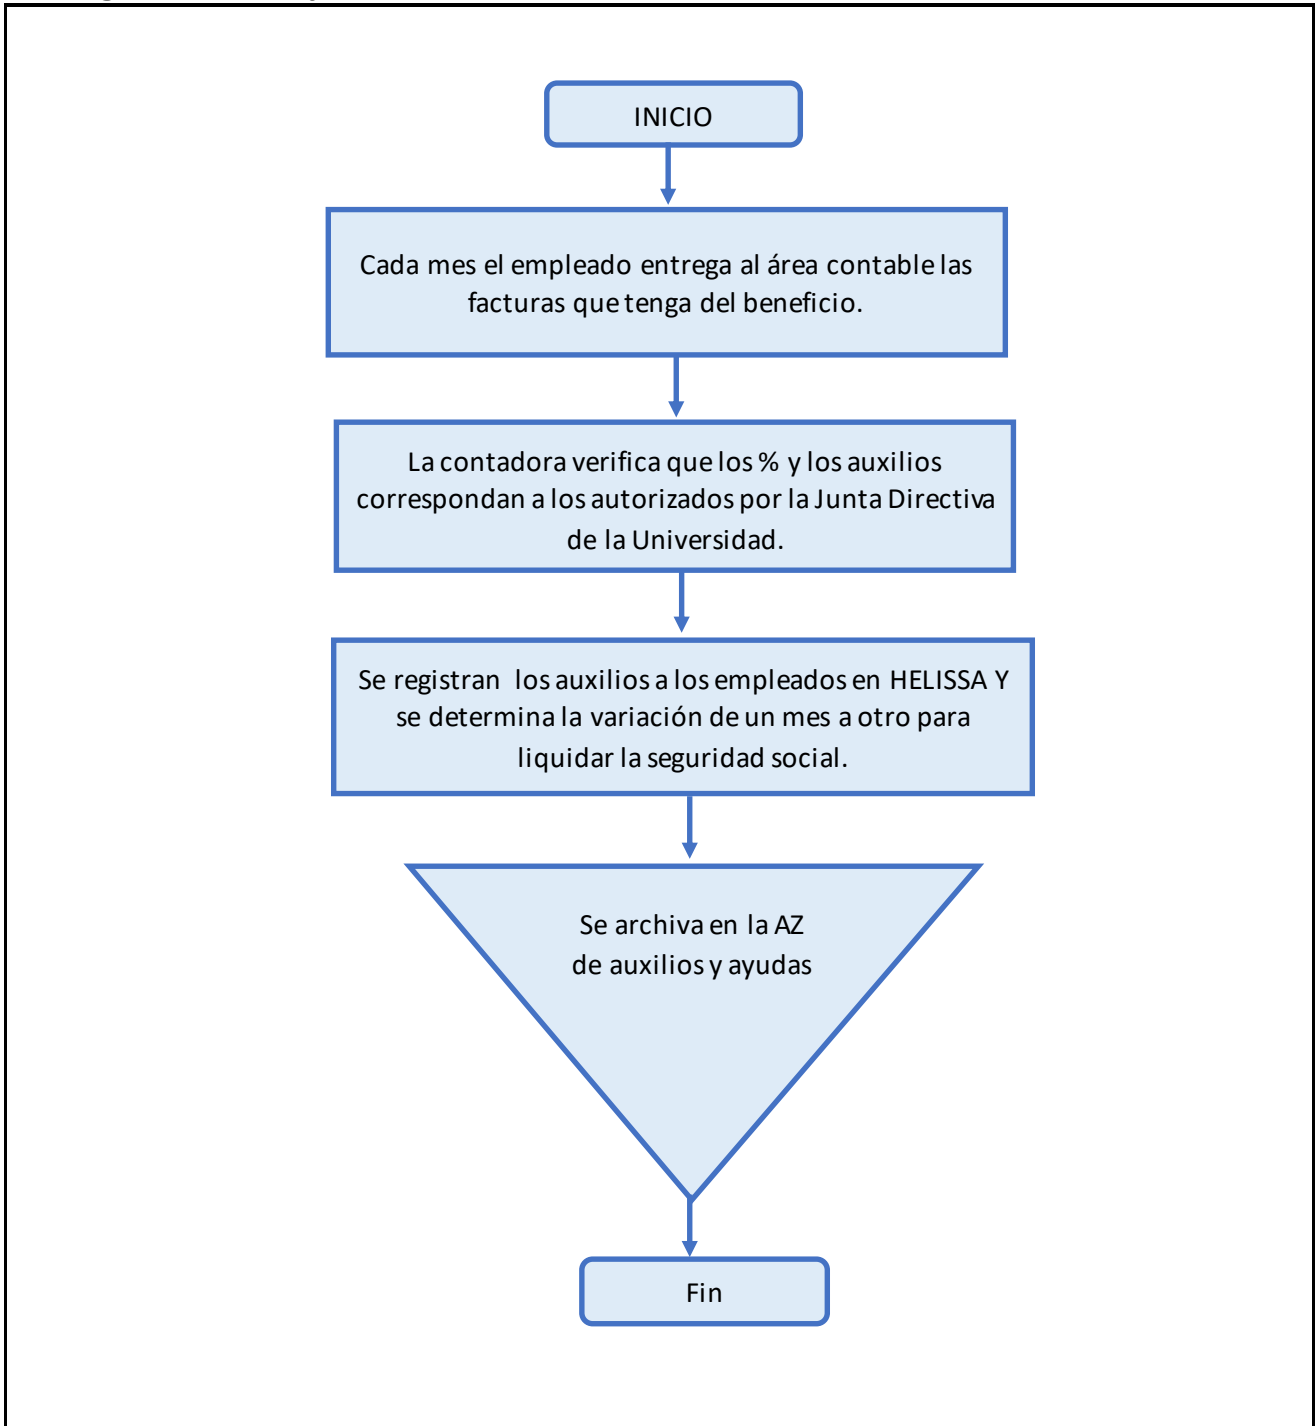 INICIO
Cada mes el empleado entrega al área contable las
facturas que tenga del beneficio.
La contadora verifica que los % y los auxilios
correspondan a los autorizados por la Junta Directiva
de la Universidad.
Se registran los auxilios a los empleados en HELISSA Y
se determina la variación de un mes a otro para
liquidar la seguridad social.
Se archiva en la AZ
de auxilios y ayudas
Fin